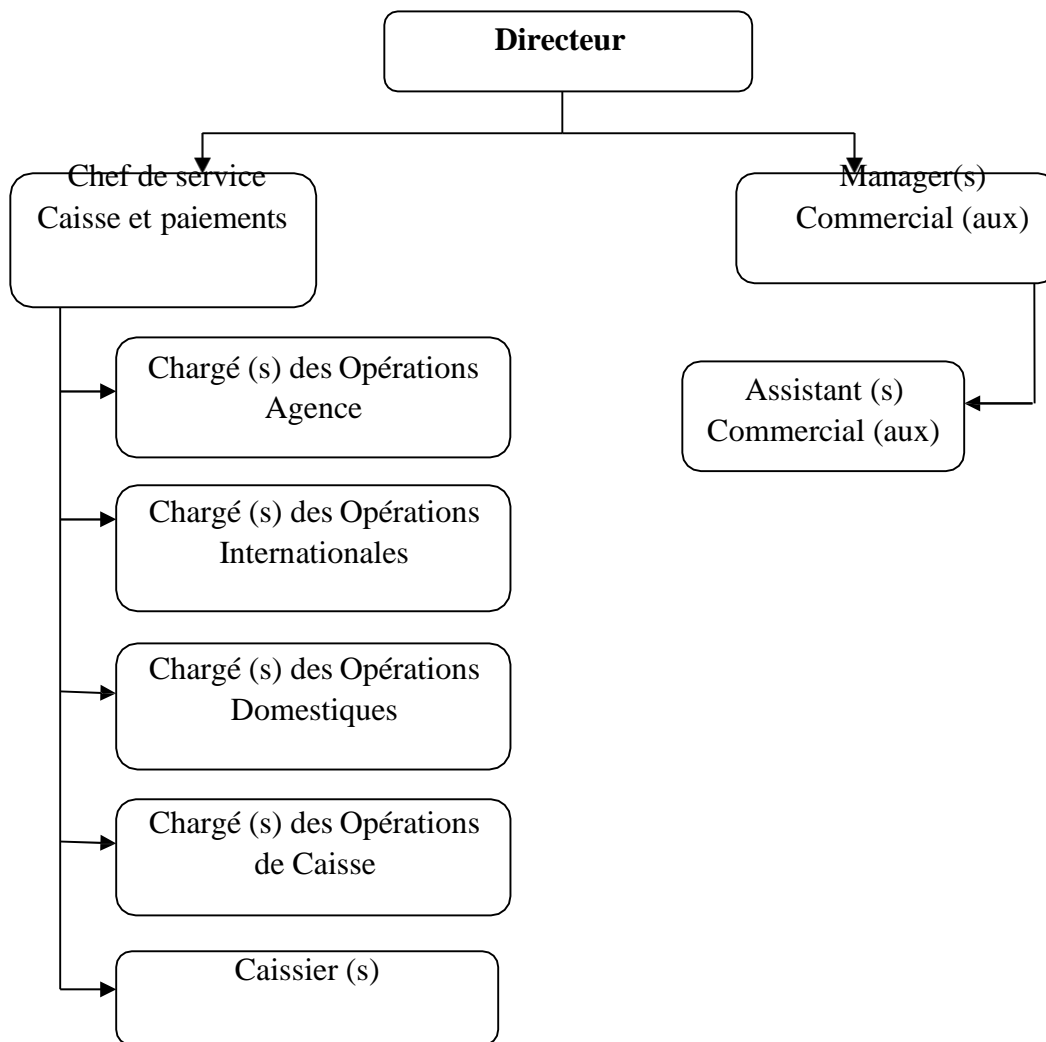 Directeur
Chef de service
Caisse et paiements
Manager(s)
Commercial (aux)
Chargé (s) des Opérations
Agence
Assistant (s)
Commercial (aux)
Chargé (s) des Opérations
Internationales
Chargé (s) des Opérations
Domestiques
Chargé (s) des Opérations
de Caisse
Caissier (s)